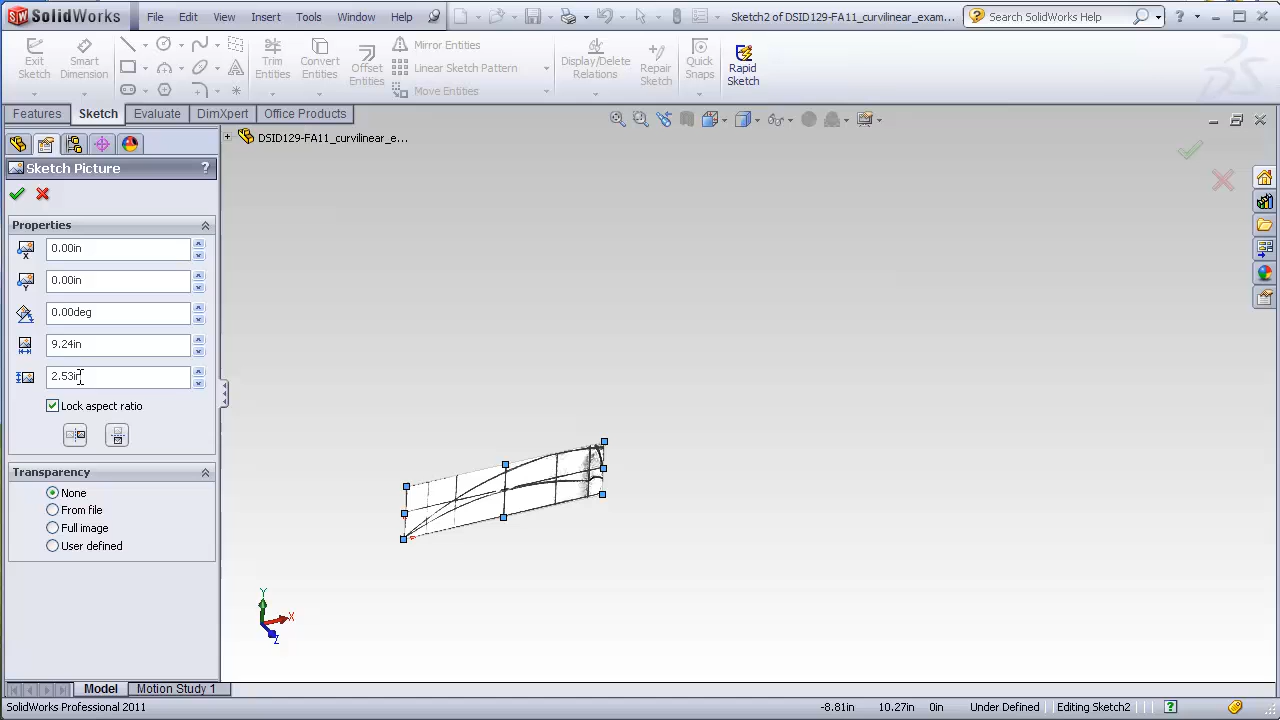 SolidWorks File Edit View Insert Tools Window Help Sketch2 of DSID129-FA11_curvilinear_exam... Search SolidWorks Help
Exit Sketch
Smart Dimension
Trim Entities
Convert Entities
Offset Entities
Mirror Entities
Linear Sketch Pattern
Move Entities
Display/Delete Relations
Repair Sketch
Quick Snaps
Rapid Sketch
Features Sketch Evaluate DimXpert Office Products
DSID129-FA11_curvilinear_e...
Sketch Picture ?
Properties
0.00in
0.00in
0.00deg
9.24in
2.53in
Lock aspect ratio
Transparency
None
From file
Full image
User defined
Y
X
Z
Model Motion Study 1
SolidWorks Professional 2011 -8.81in 10.27in 0in Under Defined Editing Sketch2